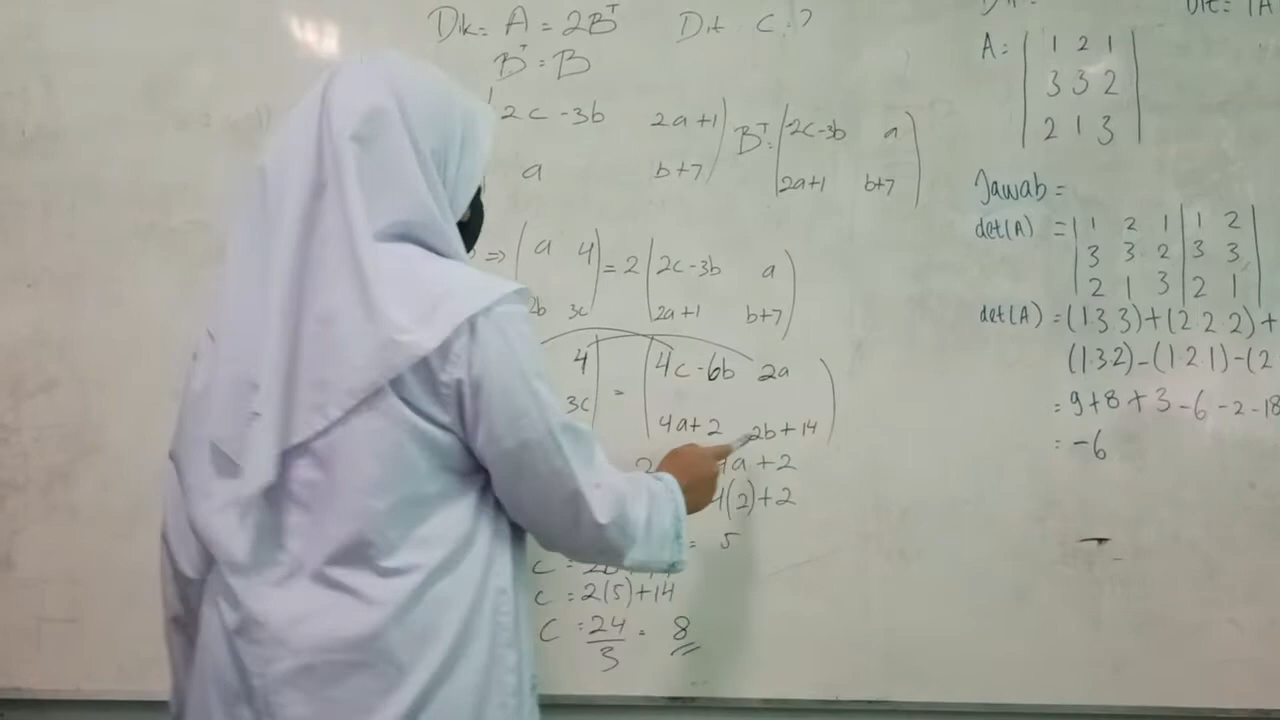 Dik = A = 2Bᵀ Dit C = ?
Bᵀ = B
2c -3b 2a+1
a b+7
Bᵀ = 2c-3b a
2a+1 b+7
=> a 4 = 2 2c-3b a
2b 3c 2a+1 b+7
4 = 4c-6b 2a
3c 4a+2 2b+14
a+2
4(2)+2
= 5
C =
C = 2(5)+14
C = 24/3 = 8
A = 1 2 1
3 3 2
2 1 3
Jawab =
det(A) = 1 2 1 1 2
3 3 2 3 3
2 1 3 2 1
det(A) = (1.3.3)+(2.2.2)+
(1.3.2)-(1.2.1)-(2
= 9+8+3-6-2-18
= -6